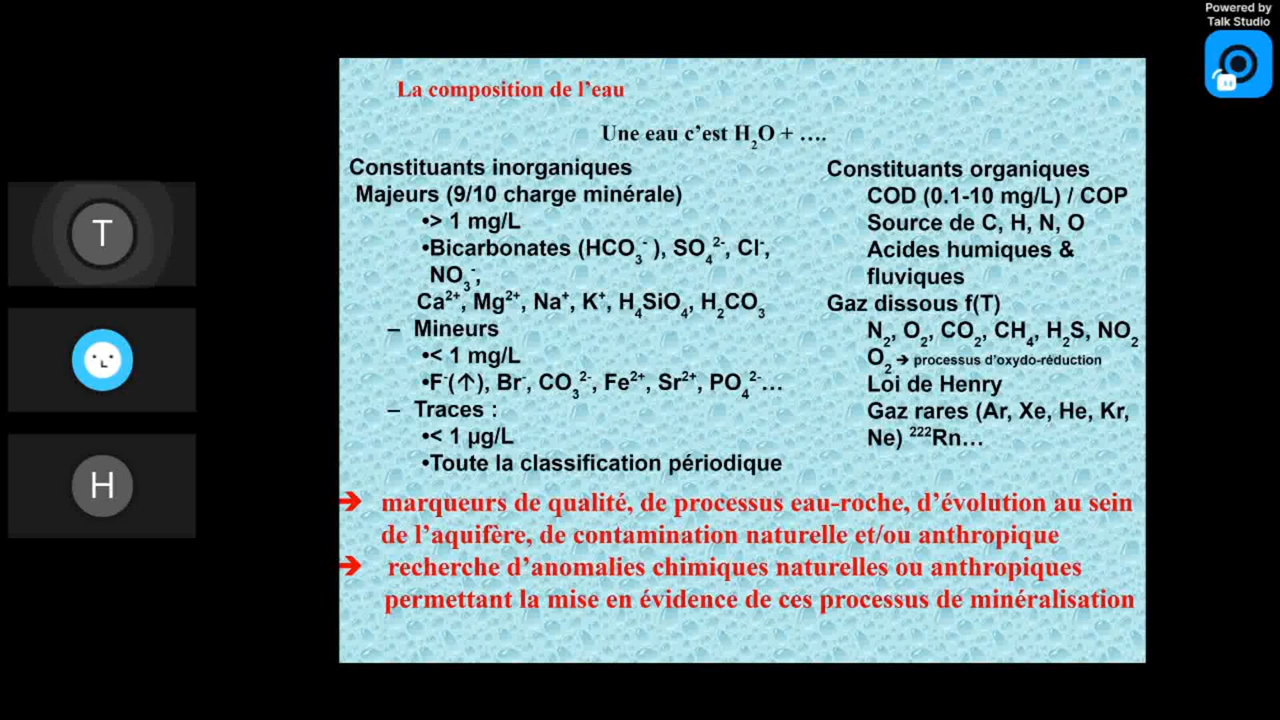 Powered by
Talk Studio
T
H
La composition de l’eau
Une eau c’est H₂O + ….
Constituants inorganiques
Majeurs (9/10 charge minérale)
•> 1 mg/L
•Bicarbonates (HCO₃⁻ ), SO₄²⁻, Cl⁻,
NO₃⁻,
Ca²⁺, Mg²⁺, Na⁺, K⁺, H₄SiO₄, H₂CO₃
– Mineurs
•< 1 mg/L
•F⁻(↑), Br⁻, CO₃²⁻, Fe²⁺, Sr²⁺, PO₄²⁻…
– Traces :
•< 1 µg/L
•Toute la classification périodique
Constituants organiques
COD (0.1-10 mg/L) / COP
Source de C, H, N, O
Acides humiques &
fluviques
Gaz dissous f(T)
N₂, O₂, CO₂, CH₄, H₂S, NO₂
O₂ ➔ processus d’oxydo-réduction
Loi de Henry
Gaz rares (Ar, Xe, He, Kr,
Ne) ²²²Rn…
➔ marqueurs de qualité, de processus eau-roche, d’évolution au sein
de l’aquifère, de contamination naturelle et/ou anthropique
➔ recherche d’anomalies chimiques naturelles ou anthropiques
permettant la mise en évidence de ces processus de minéralisation